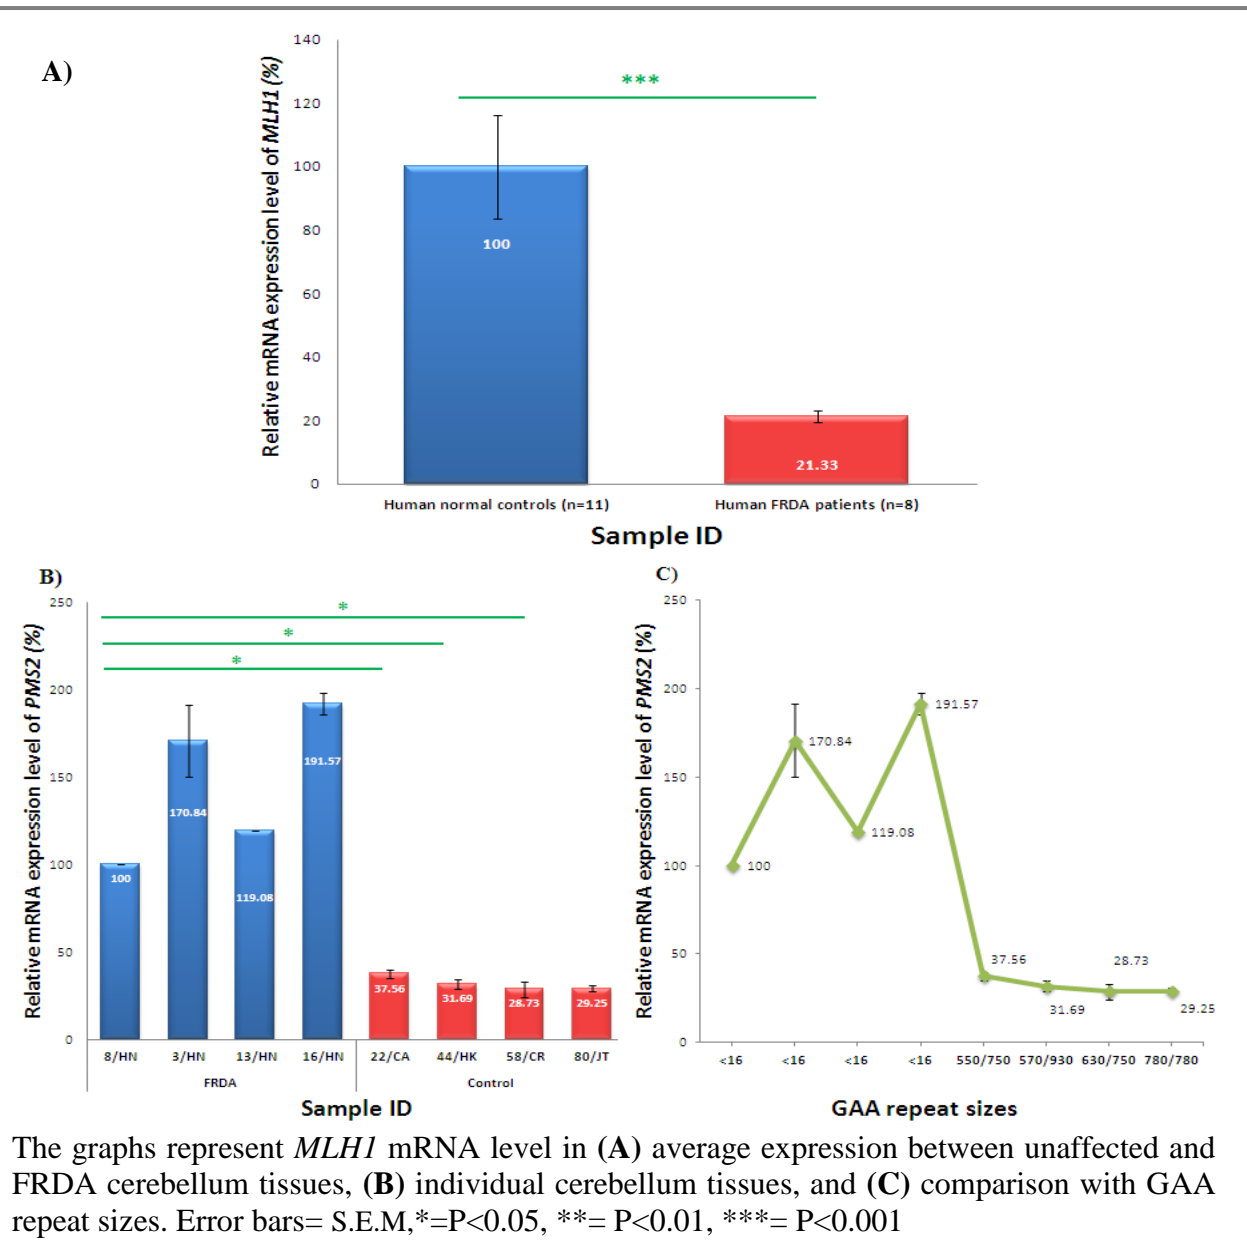 A)
Relative mRNA expression level of MLH1 (%)
140
120
100
80
60
40
20
0
***
100
21.33
Human normal controls (n=11)
Human FRDA patients (n=8)
Sample ID
B)
Relative mRNA expression level of PMS2 (%)
250
200
150
100
50
0
*
*
*
100
170.84
119.08
191.57
37.56
31.69
28.73
29.25
8/HN 3/HN 13/HN 16/HN 22/CA 44/HK 58/CR 80/JT
FRDA Control
Sample ID
C)
Relative mRNA expression level of PMS2 (%)
250
200
150
100
50
0
100
170.84
119.08
191.57
37.56
31.69
28.73
29.25
<16 <16 <16 <16 550/750 570/930 630/750 780/780
GAA repeat sizes
The graphs represent MLH1 mRNA level in (A) average expression between unaffected and
FRDA cerebellum tissues, (B) individual cerebellum tissues, and (C) comparison with GAA
repeat sizes. Error bars= S.E.M,*=P<0.05, **= P<0.01, ***= P<0.001